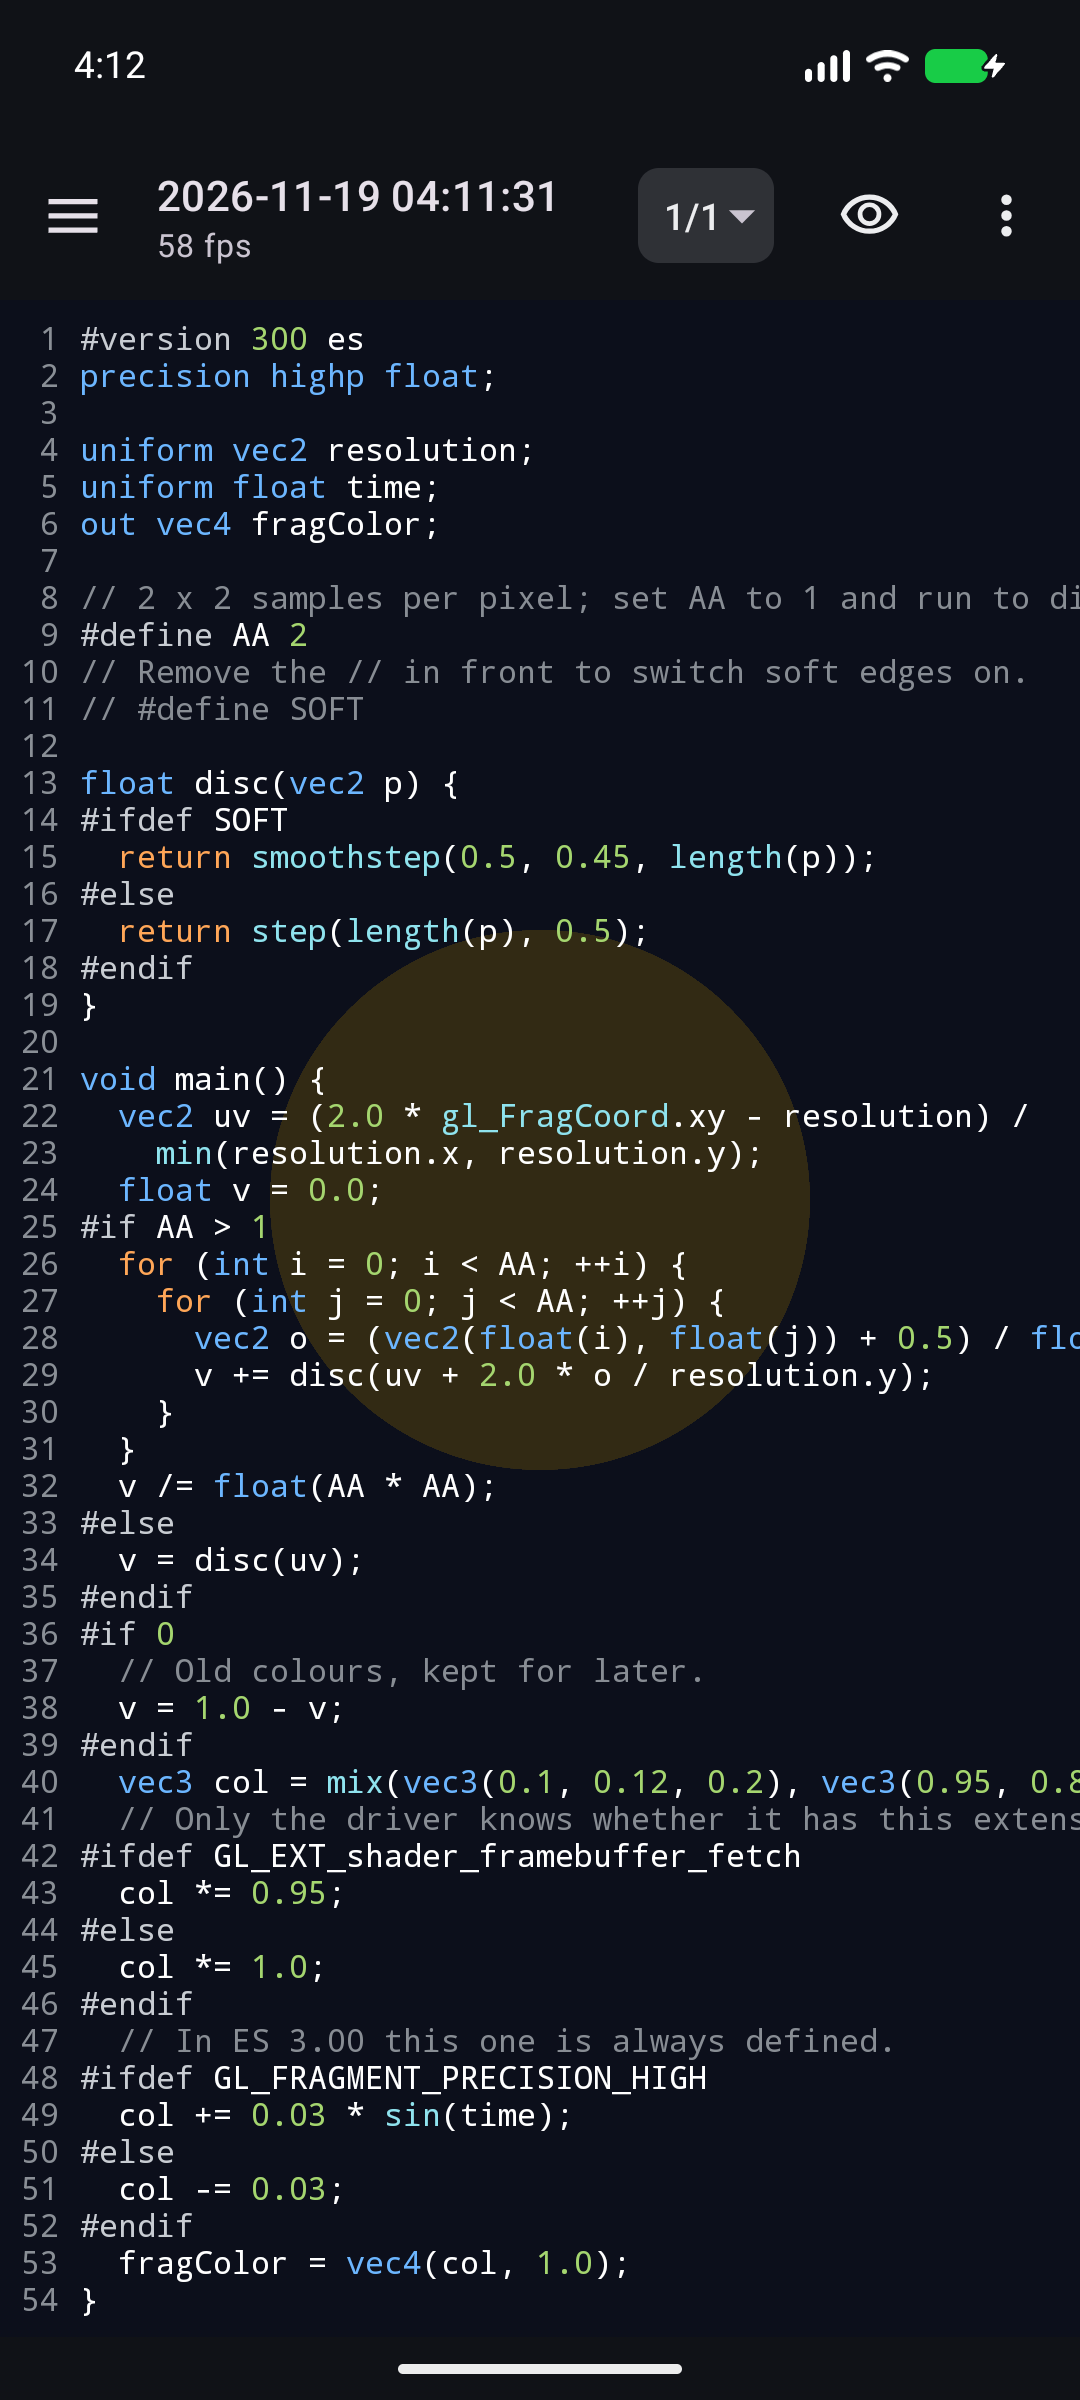 4:12
2026-11-19 04:11:31
58 fps
1/1
1 #version 300 es
2 precision highp float;
3
4 uniform vec2 resolution;
5 uniform float time;
6 out vec4 fragColor;
7
8 // 2 x 2 samples per pixel; set AA to 1 and run to di
9 #define AA 2
10 // Remove the // in front to switch soft edges on.
11 // #define SOFT
12
13 float disc(vec2 p) {
14 #ifdef SOFT
15   return smoothstep(0.5, 0.45, length(p));
16 #else
17   return step(length(p), 0.5);
18 #endif
19 }
20
21 void main() {
22   vec2 uv = (2.0 * gl_FragCoord.xy - resolution) /
23     min(resolution.x, resolution.y);
24   float v = 0.0;
25 #if AA > 1
26   for (int i = 0; i < AA; ++i) {
27     for (int j = 0; j < AA; ++j) {
28       vec2 o = (vec2(float(i), float(j)) + 0.5) / flo
29       v += disc(uv + 2.0 * o / resolution.y);
30     }
31   }
32   v /= float(AA * AA);
33 #else
34   v = disc(uv);
35 #endif
36 #if 0
37   // Old colours, kept for later.
38   v = 1.0 - v;
39 #endif
40   vec3 col = mix(vec3(0.1, 0.12, 0.2), vec3(0.95, 0.8
41   // Only the driver knows whether it has this extens
42 #ifdef GL_EXT_shader_framebuffer_fetch
43   col *= 0.95;
44 #else
45   col *= 1.0;
46 #endif
47   // In ES 3.00 this one is always defined.
48 #ifdef GL_FRAGMENT_PRECISION_HIGH
49   col += 0.03 * sin(time);
50 #else
51   col -= 0.03;
52 #endif
53   fragColor = vec4(col, 1.0);
54 }